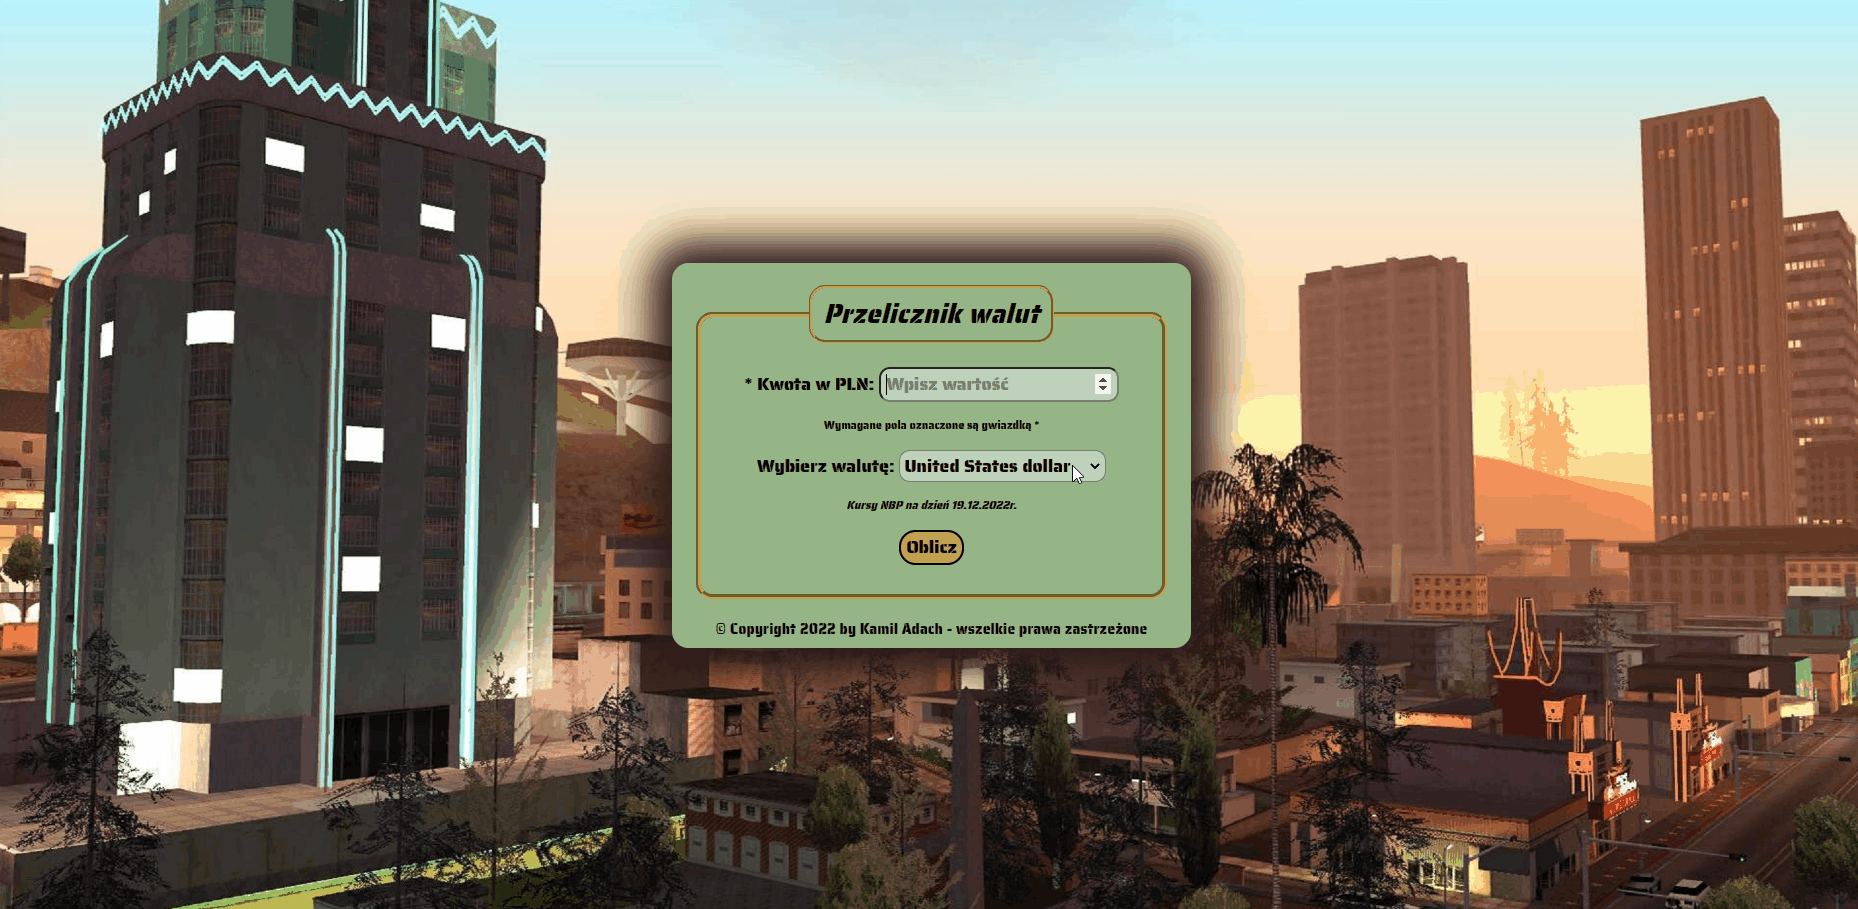 Przelicznik walut
* Kwota w PLN: Wpisz wartość
Wymagane pola oznaczone są gwiazdką *
Wybierz walutę: United States dollar
Kursy NBP na dzień 19.12.2022r.
Oblicz
© Copyright 2022 by Kamil Adach - wszelkie prawa zastrzeżone